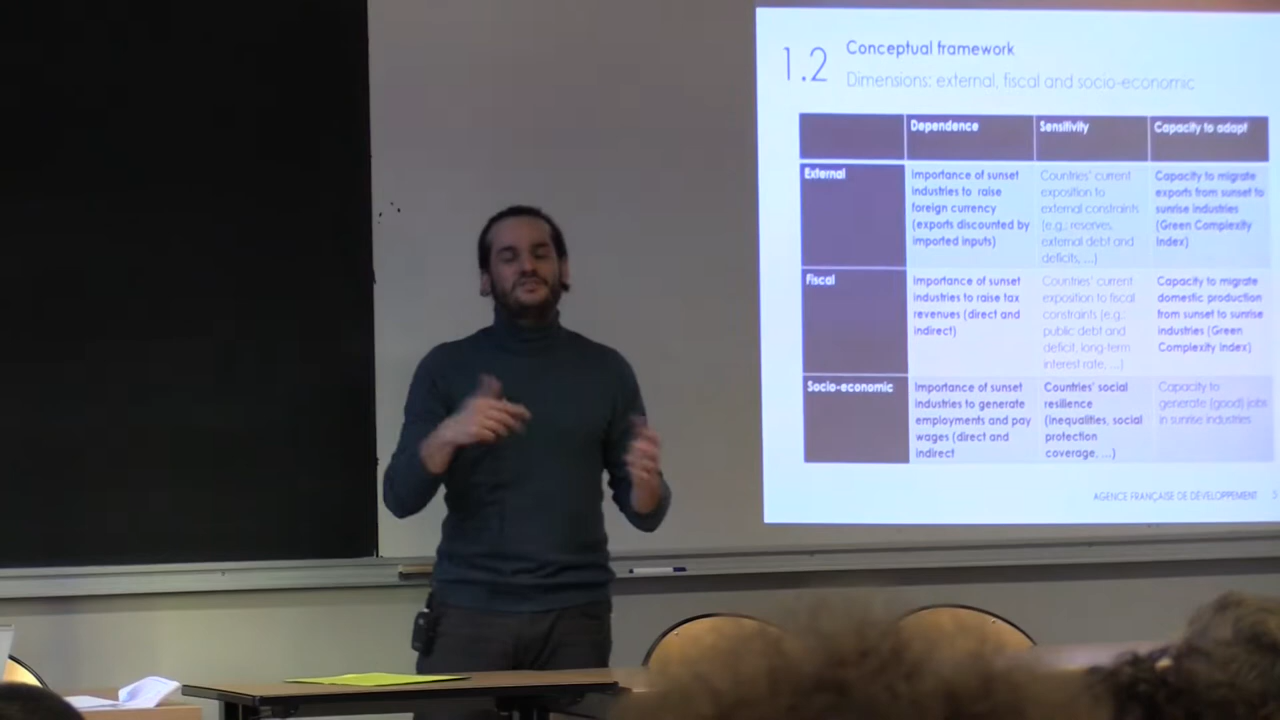 1.2
Conceptual framework
Dimensions: external, fiscal and socio-economic
Dependence
Sensitivity
Capacity to adapt
External
Importance of sunset
industries to raise
foreign currency
(exports discounted by
imported inputs)
Countries' current
exposition to
external constraints
(e.g.: reserves,
external debt and
deficits, ...)
Capacity to migrate
exports from sunset to
sunrise industries
(Green Complexity
Index)
Fiscal
Importance of sunset
industries to raise tax
revenues (direct and
indirect)
Countries' current
exposition to fiscal
constraints (e.g.:
public debt and
deficit, long-term
interest rate, ...)
Capacity to migrate
domestic production
from sunset to sunrise
industries (Green
Complexity Index)
Socio-economic
Importance of sunset
industries to generate
employments and pay
wages (direct and
indirect
Countries' social
resilience
(inequalities, social
protection
coverage, ...)
Capacity to
generate (good) jobs
in sunrise industries
AGENCE FRANÇAISE DE DÉVELOPPEMENT